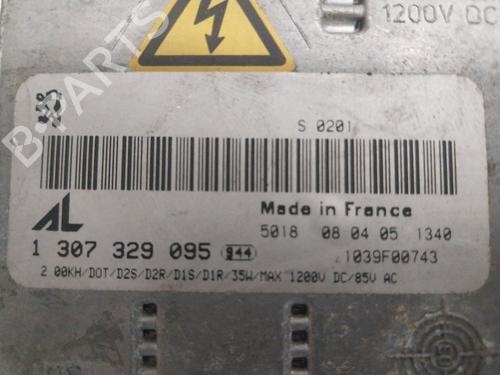 1200V DC
B-PARTS
S 0201
AL
Made in France
5018 08 04 05 1340
1 307 329 095 944
1039F00743
2.00KH/DOT/D2S/D2R/D1S/D1R/35W/MAX 1200V DC/85V AC